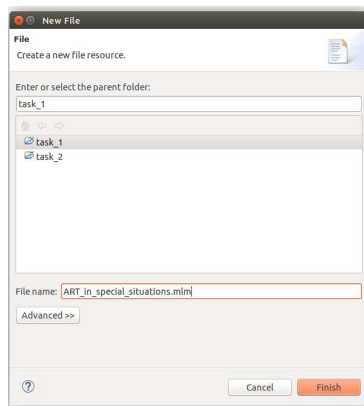 New File
File
Create a new file resource.
Enter or select the parent folder:
task_1
task_1
task_2
File name: ART_in_special_situations.mlm
Advanced >>
Cancel
Finish